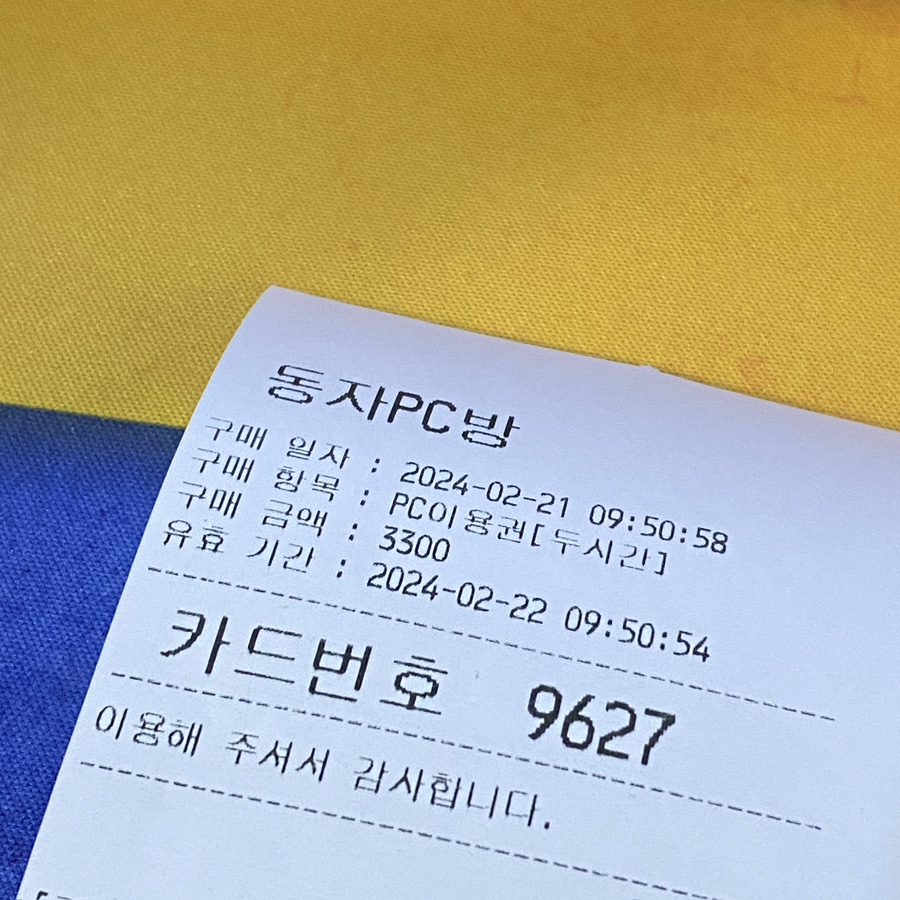 동자PC방
구매 일자 : 2024-02-21 09:50:58
구매 항목 : PC이용권[두시간]
구매 금액 : 3300
유효 기간 : 2024-02-22 09:50:54
카드번호 9627
이용해 주셔서 감사합니다.